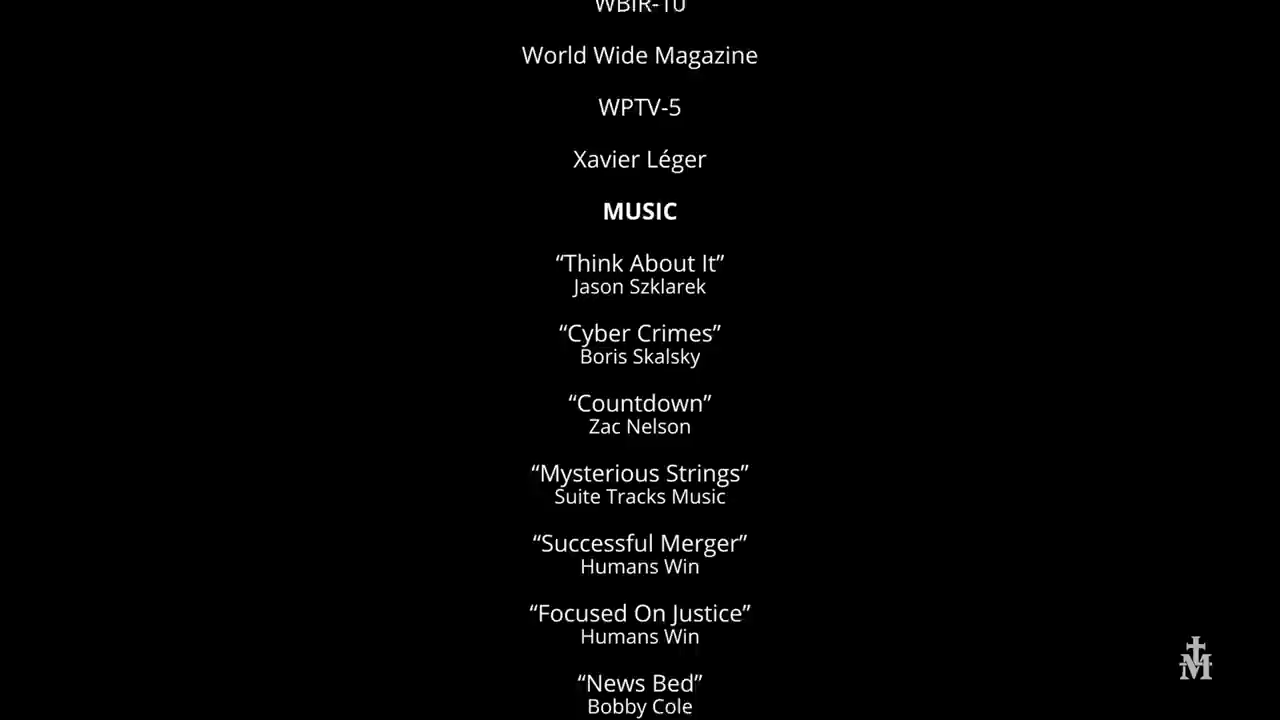 WBIR-10
World Wide Magazine
WPTV-5
Xavier Léger
MUSIC
“Think About It”
Jason Szklarek
“Cyber Crimes”
Boris Skalsky
“Countdown”
Zac Nelson
“Mysterious Strings”
Suite Tracks Music
“Successful Merger”
Humans Win
“Focused On Justice”
Humans Win
“News Bed”
Bobby Cole
M